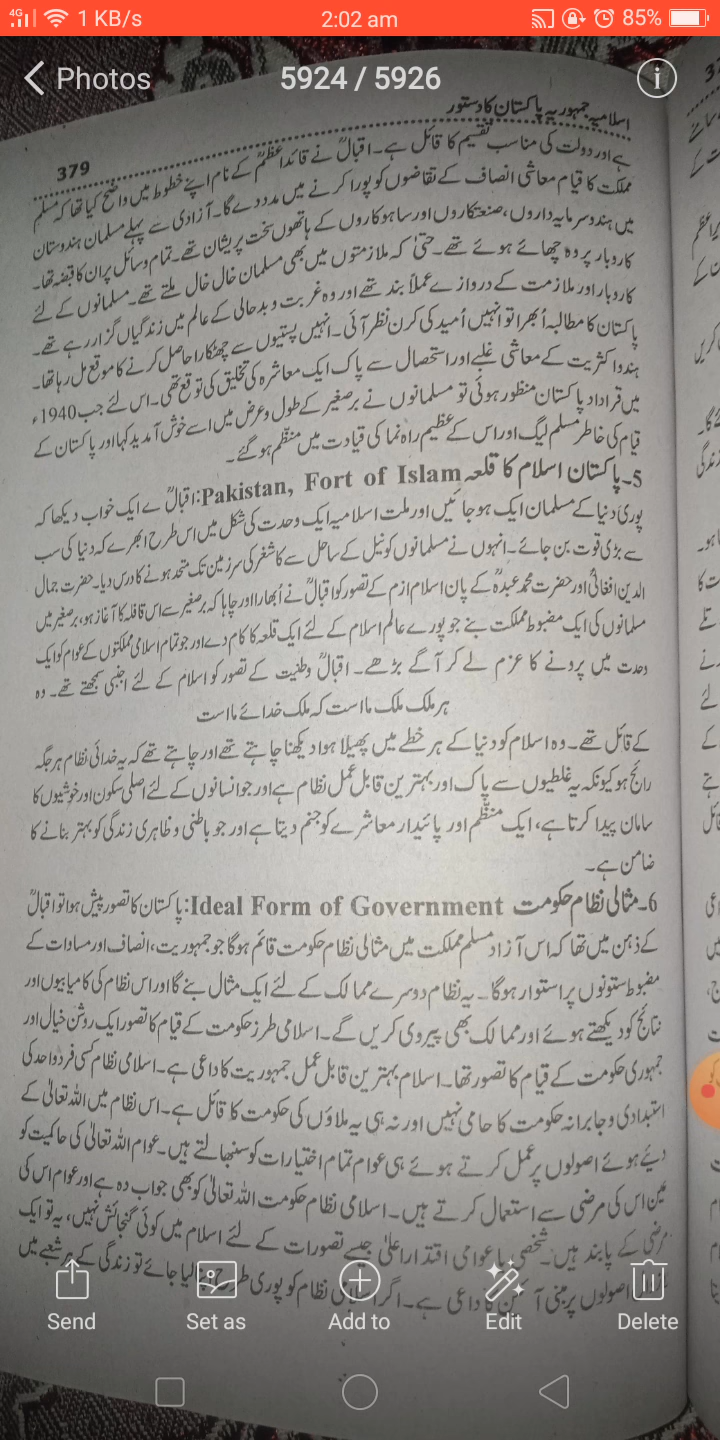 4G 1 KB/s 2:02 am 85%
Photos 5924 / 5926
اسلامیہ جمہوریہ پاکستان کا دستور
379
ہے اور دولت کی مناسب تقسیم کا قائل ہے۔ اقبالؒ نے قائداعظمؒ کے نام اپنے خطوط میں واضح کیا تھا کہ مسلم
مملکت کا قیام معاشی انصاف کے تقاضوں کو پورا کرنے میں مدد دے گا۔ آزادی سے پہلے مسلمان ہندوستان
میں ہندو سرمایہ داروں، صنعتکاروں اور ساہوکاروں کے ہاتھوں سخت پریشان تھے۔ تمام وسائل پر ان کا قبضہ تھا۔
کاروبار پر وہ چھائے ہوئے تھے۔ حتیٰ کہ ملازمتوں میں بھی مسلمان خال خال ملتے تھے۔ مسلمانوں کے لئے
کاروبار اور ملازمت کے دروازے عملاً بند تھے اور وہ غربت و بدحالی کے عالم میں زندگیاں گزار رہے تھے۔
پاکستان کا مطالبہ اُبھرا تو انہیں اُمید کی کرن نظر آئی۔ انہیں پستیوں سے چھٹکارا حاصل کرنے کا موقع مل رہا تھا۔
ہندو اکثریت کے معاشی غلبے اور استحصال سے پاک ایک معاشرہ کی تخلیق کی توقع تھی۔ اس لئے جب 1940ء
میں قرارداد پاکستان منظور ہوئی تو مسلمانوں نے برصغیر کے طول و عرض میں اسے خوش آمدید کہا اور پاکستان کے
قیام کی خاطر مسلم لیگ اور اس کے عظیم راہ نما کی قیادت میں منظّم ہو گئے۔
5۔ پاکستان اسلام کا قلعہ Pakistan, Fort of Islam: اقبالؒ نے ایک خواب دیکھا کہ
پوری دنیا کے مسلمان ایک ہو جائیں اور ملت اسلامیہ ایک وحدت کی شکل میں اس طرح ابھرے کہ دنیا کی سب
سے بڑی قوت بن جائے۔ انہوں نے مسلمانوں کو نیل کے ساحل سے کاشغر کی سرزمین تک متحد ہونے کا درس دیا۔ حضرت جمال
الدین افغانیؒ اور حضرت محمد عبدہؒ کے پان اسلام ازم کے تصور کو اقبالؒ نے اُبھارا اور چاہا کہ برصغیر سے اس قافلہ کا آغاز ہو، برصغیر میں
مسلمانوں کی ایک مضبوط مملکت بنے جو پورے عالم اسلام کے لئے ایک قلعہ کا کام دے اور جو تمام اسلامی مملکتوں کے عوام کو ایک
وحدت میں پرونے کا عزم لے کر آگے بڑھے۔ اقبالؒ وطنیت کے تصور کو اسلام کے لئے اجنبی سمجھتے تھے۔ وہ
ہر ملک ملک ما است کہ ملک خدائے ما است
کے قائل تھے۔ وہ اسلام کو دنیا کے ہر خطے میں پھیلا ہوا دیکھنا چاہتے تھے اور چاہتے تھے کہ یہ خدائی نظام ہر جگہ
رائج ہو کیونکہ یہ غلطیوں سے پاک اور بہترین قابل عمل نظام ہے اور جو انسانوں کے لئے اصلی سکون اور خوشیوں کا
سامان پیدا کرتا ہے، ایک منظّم اور پائیدار معاشرے کو جنم دیتا ہے اور جو باطنی و ظاہری زندگی کو بہتر بنانے کا
ضامن ہے۔
6۔ مثالی نظام حکومت Ideal Form of Government: پاکستان کا تصور پیش ہوا تو اقبالؒ
کے ذہن میں تھا کہ اس آزاد مسلم مملکت میں مثالی نظام حکومت قائم ہوگا جو جمہوریت، انصاف اور مساوات کے
مضبوط ستونوں پر استوار ہوگا۔ یہ نظام دوسرے ممالک کے لئے ایک مثال بنے گا اور اس نظام کی کامیابیوں اور
نتائج کو دیکھتے ہوئے اور ممالک بھی پیروی کریں گے۔ اسلامی طرز حکومت کے قیام کا تصور ایک روشن خیال اور
جمہوری حکومت کے قیام کا تصور تھا۔ اسلام بہترین قابل عمل جمہوریت کا داعی ہے۔ اسلامی نظام کسی فرد واحد کی
استبدادی و جابرانہ حکومت کا حامی نہیں اور نہ ہی یہ ملاؤں کی حکومت کا قائل ہے۔ اس نظام میں اللہ تعالیٰ کے
دیئے ہوئے اصولوں پر عمل کرتے ہوئے ہی عوام تمام اختیارات کو سنبھالتے ہیں۔ عوام اللہ تعالیٰ کی حاکمیت کو
عین اس کی مرضی سے استعمال کرتے ہیں۔ اسلامی نظام حکومت اللہ تعالیٰ کو بھی جواب دہ ہے اور عوام اس کی
مرضی کے پابند ہیں۔ شخصی یا عوامی اقتدار اعلیٰ جیسے تصورات کے لئے اسلام میں کوئی گنجائش نہیں، یہ تو ایک
اصولوں پر مبنی آئین کا داعی ہے۔ اگر اسلامی نظام کو پوری طرح اپنا لیا جائے تو زندگی کے ہر شعبے میں
Send Set as Add to Edit Delete